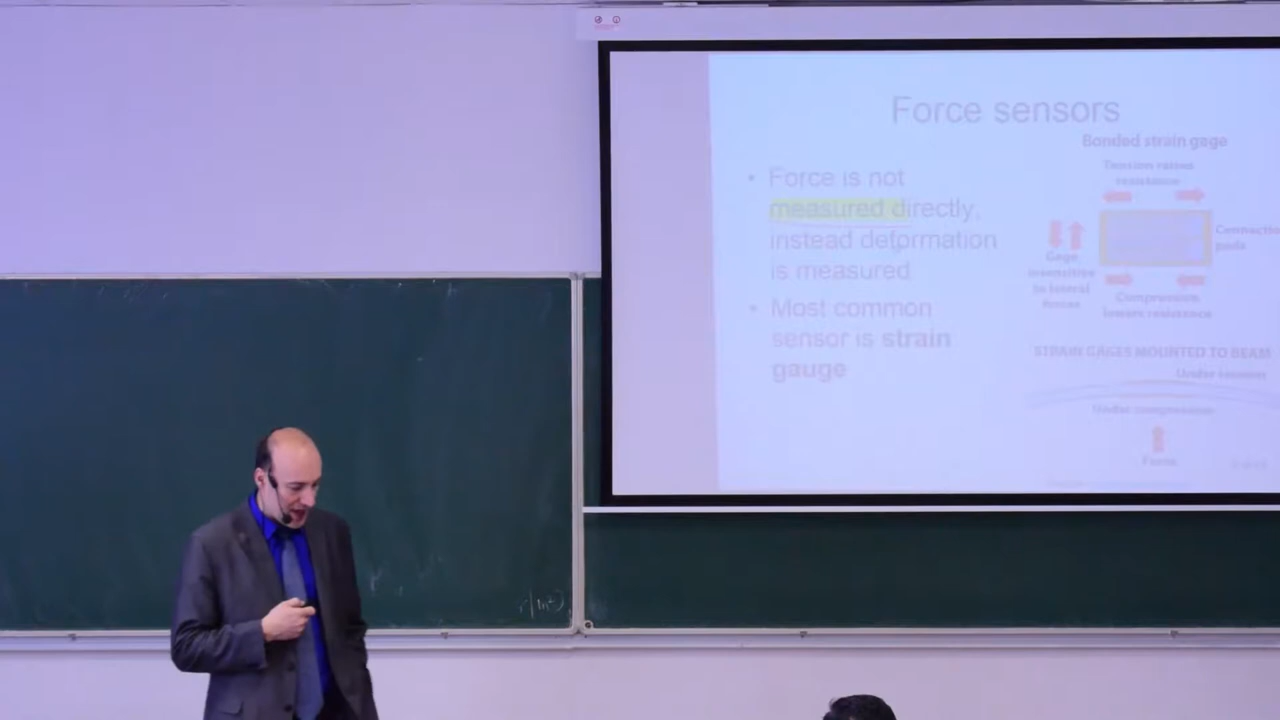 Force sensors
Bonded strain gage
Tension raises
resistance
• Force is not
measured directly,
instead deformation
is measured
• Most common
sensor is strain
gauge
Connection
pads
Gage
insensitive
to lateral
forces
Compression
lowers resistance
STRAIN GAGES MOUNTED TO BEAM
Under tension
Under compression
Force